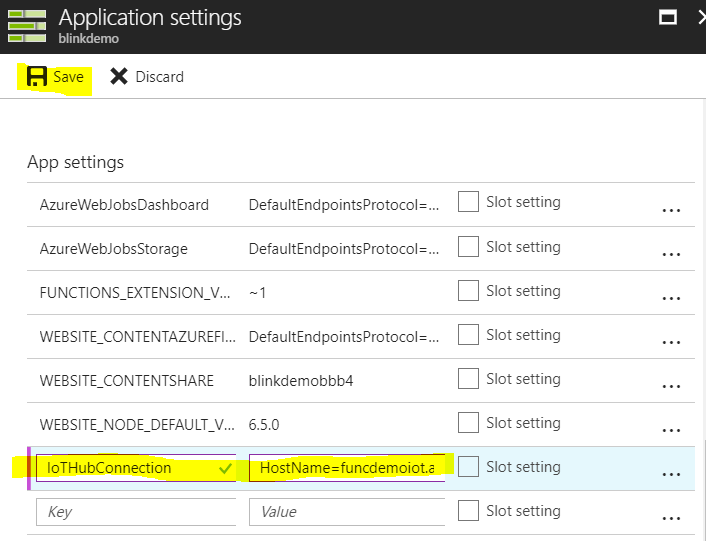 Application settings
blinkdemo
Save Discard
App settings
AzureWebJobsDashboard DefaultEndpointsProtocol=... Slot setting ...
AzureWebJobsStorage DefaultEndpointsProtocol=... Slot setting ...
FUNCTIONS_EXTENSION_V... ~1 Slot setting ...
WEBSITE_CONTENTAZUREFI... DefaultEndpointsProtocol=... Slot setting ...
WEBSITE_CONTENTSHARE blinkdemobbb4 Slot setting ...
WEBSITE_NODE_DEFAULT_V... 6.5.0 Slot setting ...
IoTHubConnection HostName=funcdemoiot.a Slot setting ...
Key Value Slot setting ...